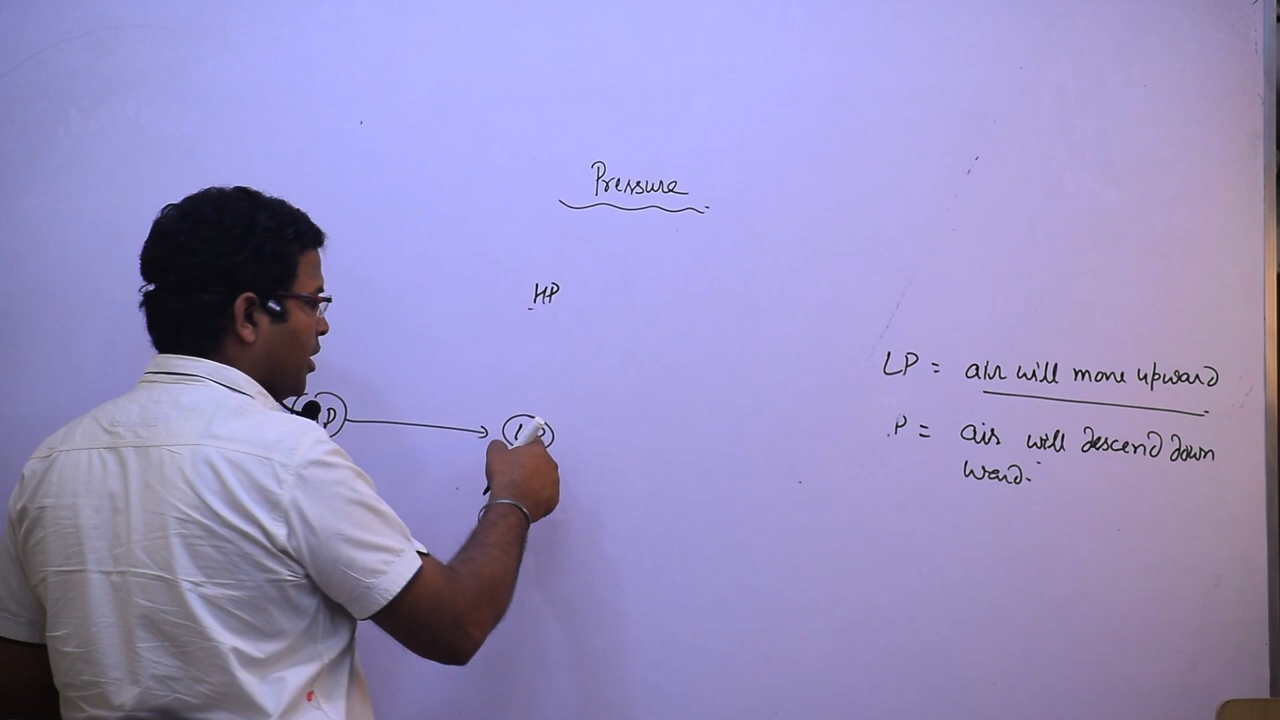 Pressure
HP
P
LP = air will move upward
.P = air will descend down
ward.